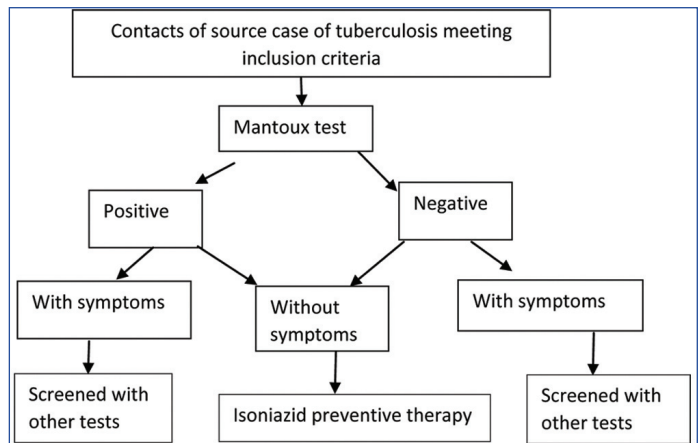 Contacts of source case of tuberculosis meeting
inclusion criteria
Mantoux test
Positive
Negative
With symptoms
Without
symptoms
With symptoms
Screened with
other tests
Isoniazid preventive therapy
Screened with
other tests